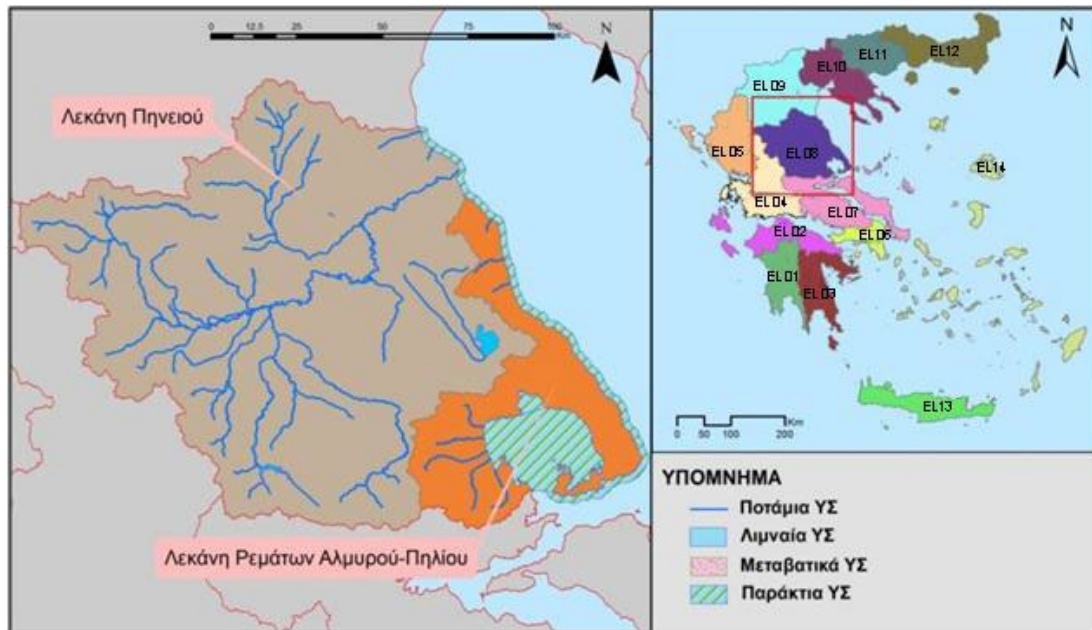 0 12.5 25 50 75 100
Km
N
Λεκάνη Πηνειού
Λεκάνη Ρεμάτων Αλμυρού-Πηλίου
EL12
EL11
EL10
EL09
N
EL05
EL08
EL14
EL04
EL07
EL02
EL06
EL01
EL03
EL13
Km
0 50 100 200
ΥΠΟΜΝΗΜΑ
Ποτάμια ΥΣ
Λιμναία ΥΣ
Μεταβατικά ΥΣ
Παράκτια ΥΣ